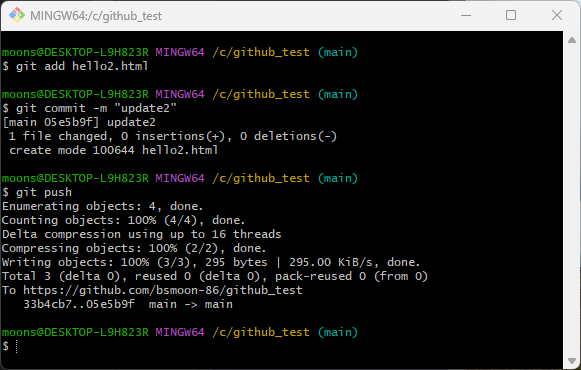 MINGW64:/c/github_test
moons@DESKTOP-L9H823R MINGW64 /c/github_test (main)
$ git add hello2.html
moons@DESKTOP-L9H823R MINGW64 /c/github_test (main)
$ git commit -m "update2"
[main 05e5b9f] update2
 1 file changed, 0 insertions(+), 0 deletions(-)
 create mode 100644 hello2.html
moons@DESKTOP-L9H823R MINGW64 /c/github_test (main)
$ git push
Enumerating objects: 4, done.
Counting objects: 100% (4/4), done.
Delta compression using up to 16 threads
Compressing objects: 100% (2/2), done.
Writing objects: 100% (3/3), 295 bytes | 295.00 KiB/s, done.
Total 3 (delta 0), reused 0 (delta 0), pack-reused 0 (from 0)
To https://github.com/bsmoon-86/github_test
   33b4cb7..05e5b9f  main -> main
moons@DESKTOP-L9H823R MINGW64 /c/github_test (main)
$